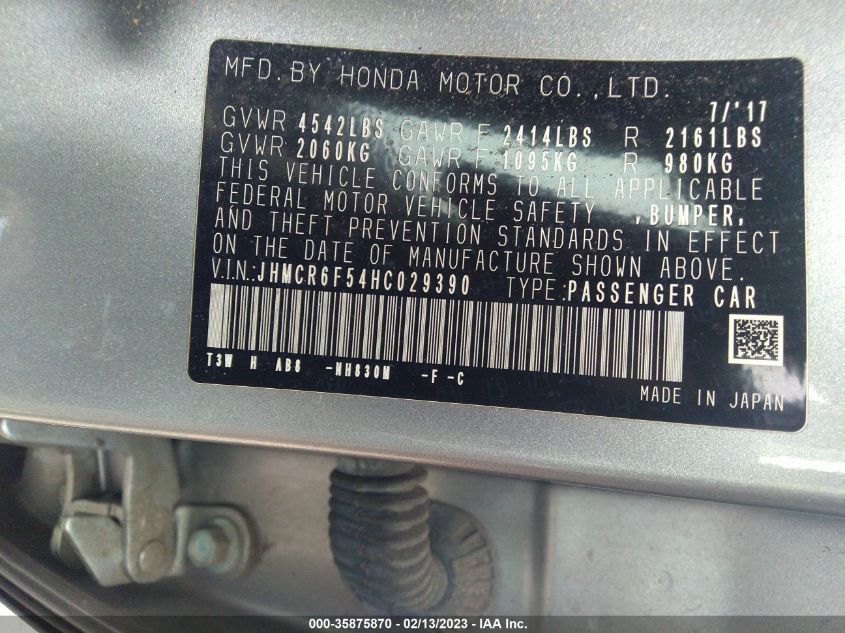 MFD. BY HONDA MOTOR CO.,LTD.
7/'17
GVWR 4542LBS GAWR F 2414LBS R 2161LBS
GVWR 2060KG GAWR F 1095KG R 980KG
THIS VEHICLE CONFORMS TO ALL APPLICABLE
FEDERAL MOTOR VEHICLE SAFETY ,BUMPER,
AND THEFT PREVENTION STANDARDS IN EFFECT
ON THE DATE OF MANUFACTURE SHOWN ABOVE.
V.I.N.:JHMCR6F54HC029390 TYPE:PASSENGER CAR
T3W H AB8 -NH830M -F -C
MADE IN JAPAN
000-35875870 - 02/13/2023 - IAA Inc.